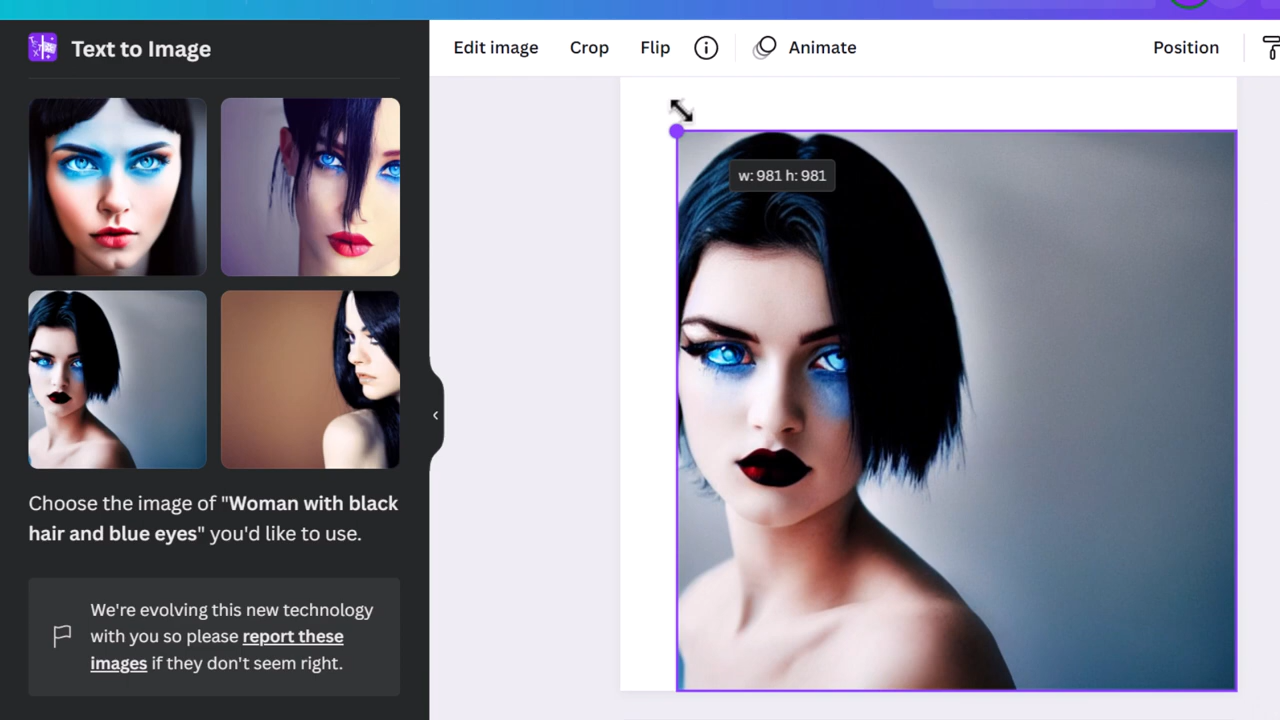 Text to Image
Edit image
Crop
Flip
Animate
Position
w: 981 h: 981
Choose the image of "Woman with black
hair and blue eyes" you'd like to use.
We're evolving this new technology
with you so please report these
images if they don't seem right.